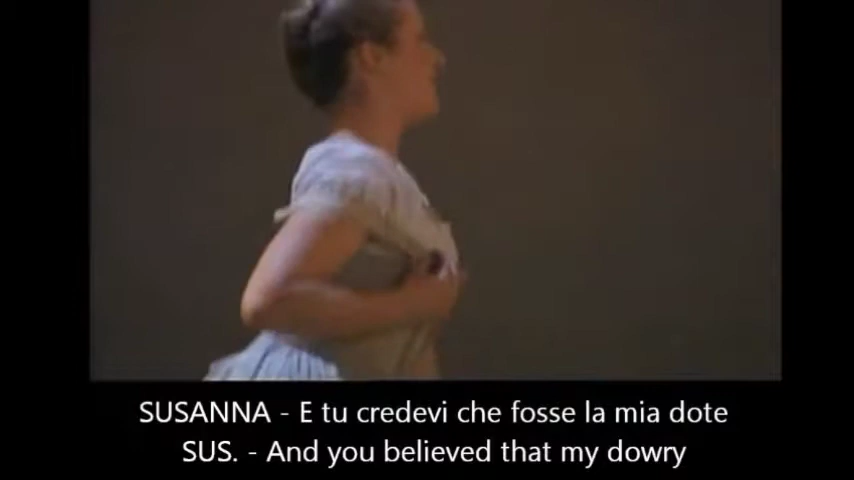 SUSANNA - E tu credevi che fosse la mia dote
SUS. - And you believed that my dowry